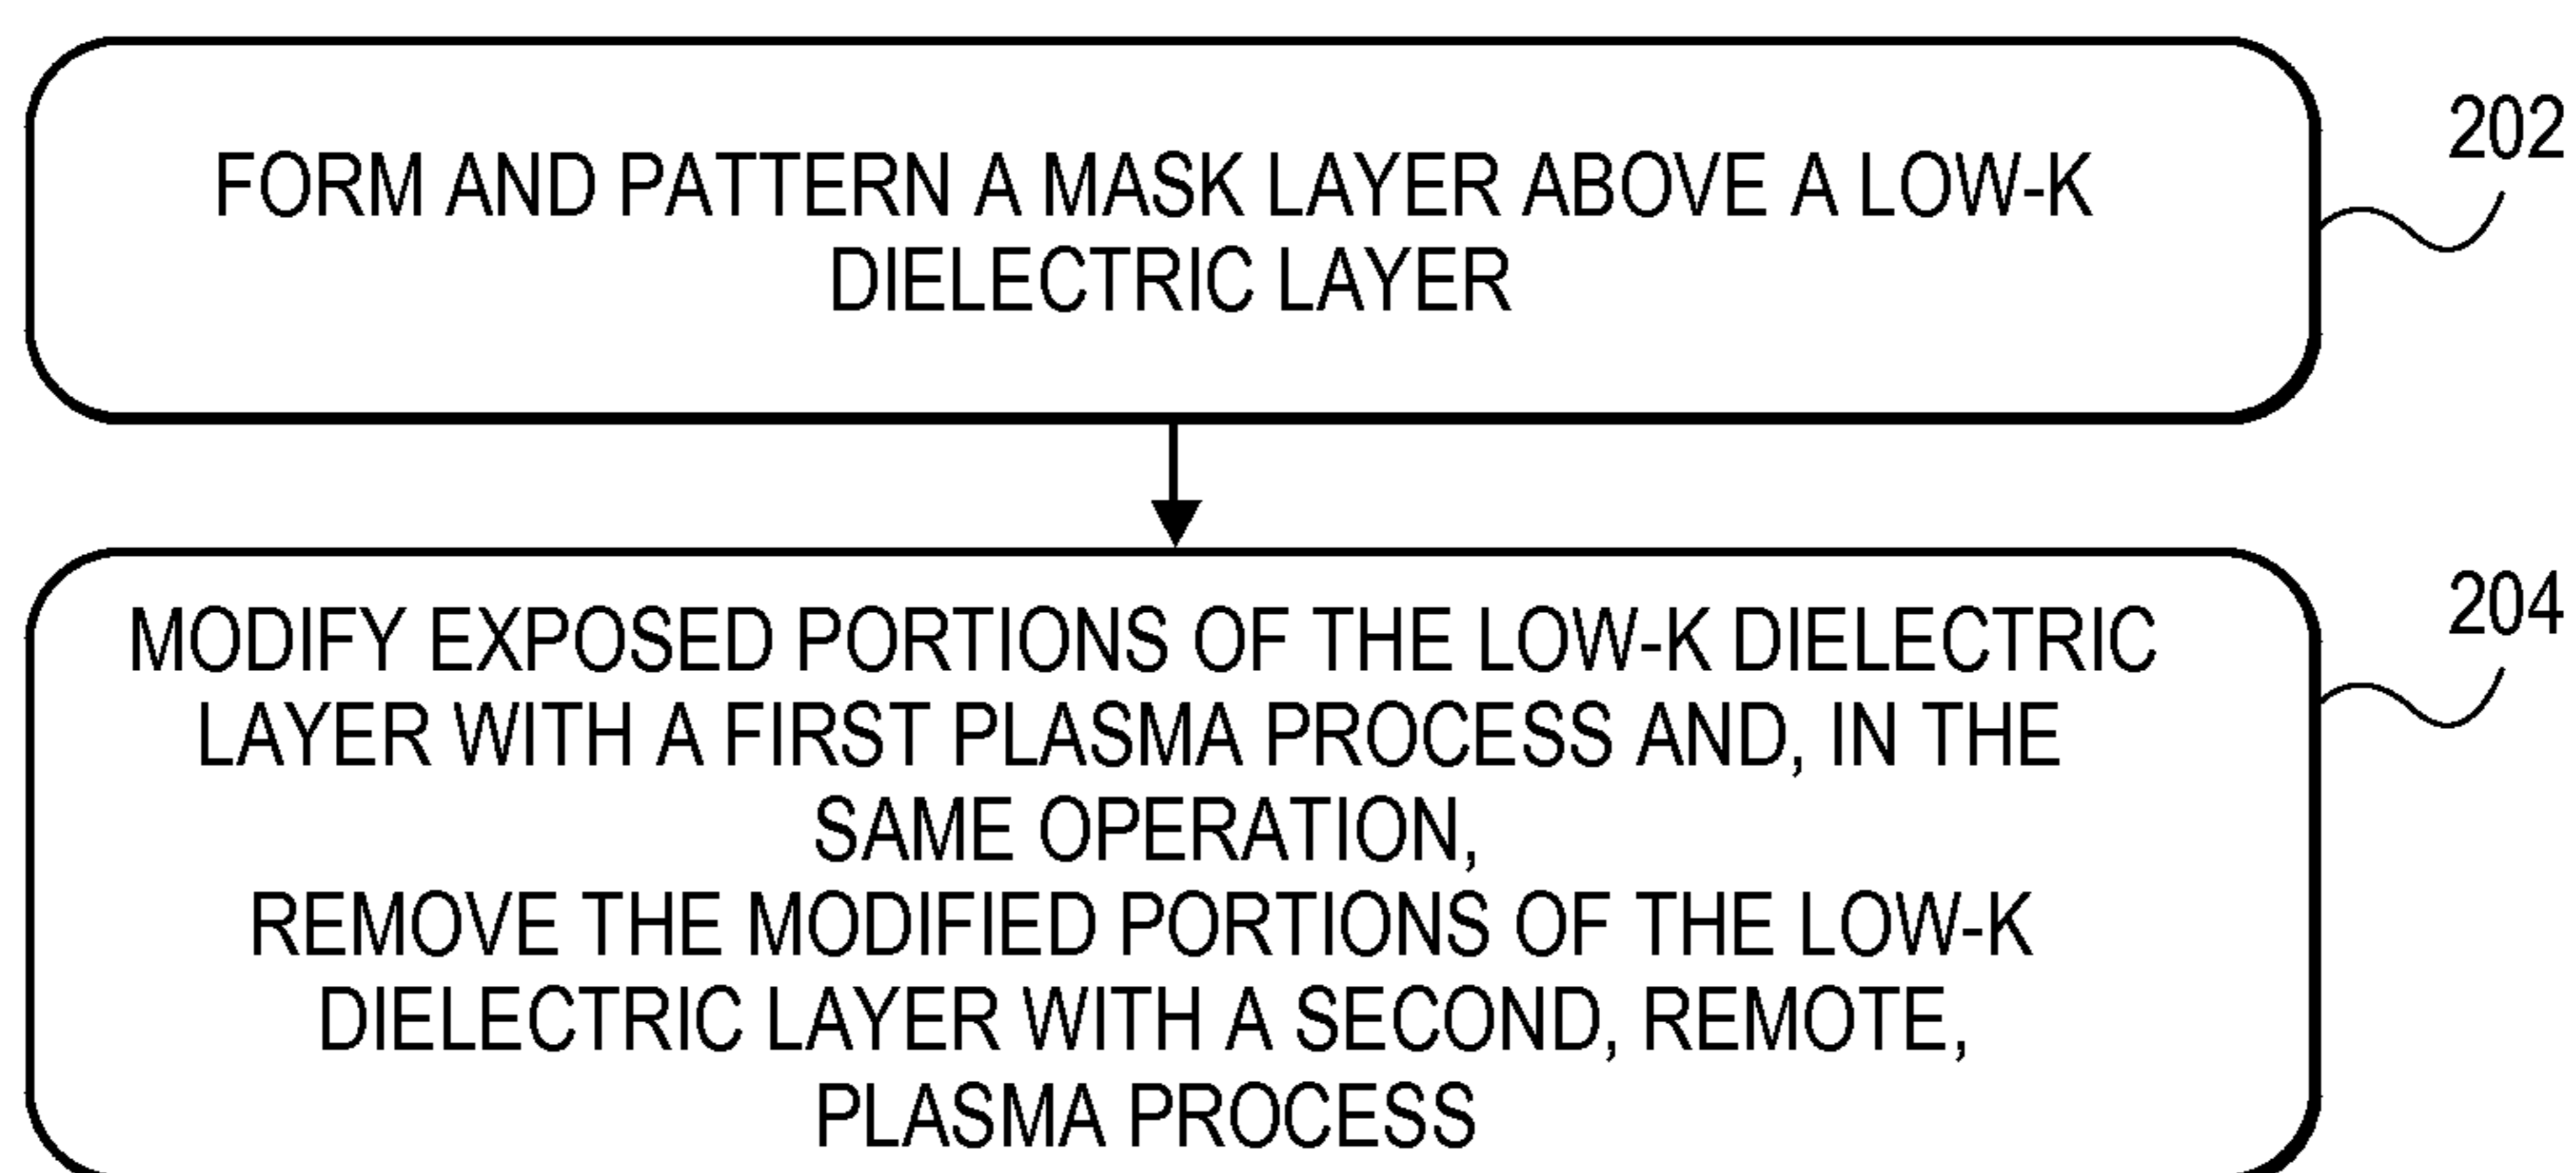 FORM AND PATTERN A MASK LAYER ABOVE A LOW-K
DIELECTRIC LAYER
202
MODIFY EXPOSED PORTIONS OF THE LOW-K DIELECTRIC
LAYER WITH A FIRST PLASMA PROCESS AND, IN THE
SAME OPERATION,
REMOVE THE MODIFIED PORTIONS OF THE LOW-K
DIELECTRIC LAYER WITH A SECOND, REMOTE,
PLASMA PROCESS
204